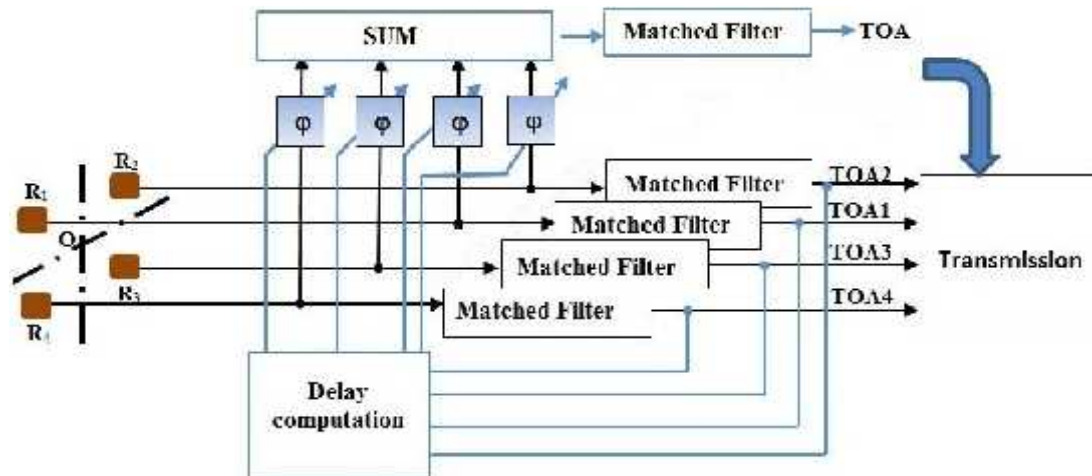 SUM
Matched Filter
TOA
φ φ φ φ
R2
R1
O
R3
R4
Matched Filter
TOA2
Matched Filter
TOA1
Matched Filter
TOA3
Matched Filter
TOA4
Transmission
Delay
computation